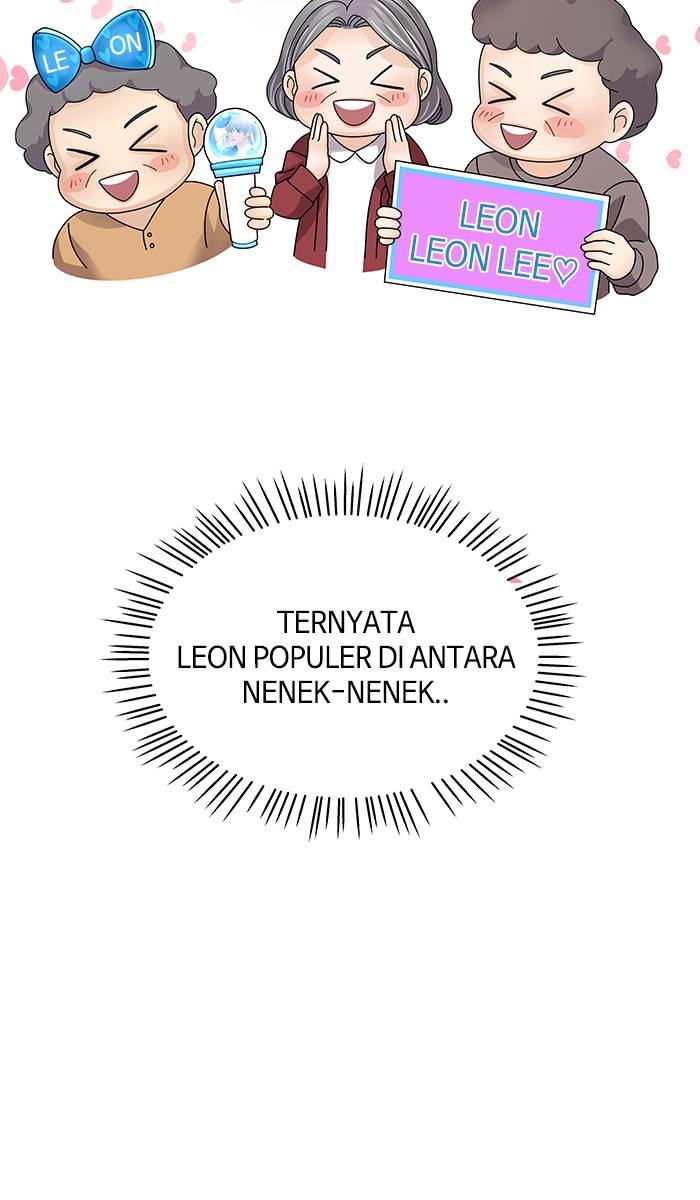 LE ON
LEON
LEON LEE♡
TERNYATA
LEON POPULER DI ANTARA
NENEK-NENEK..